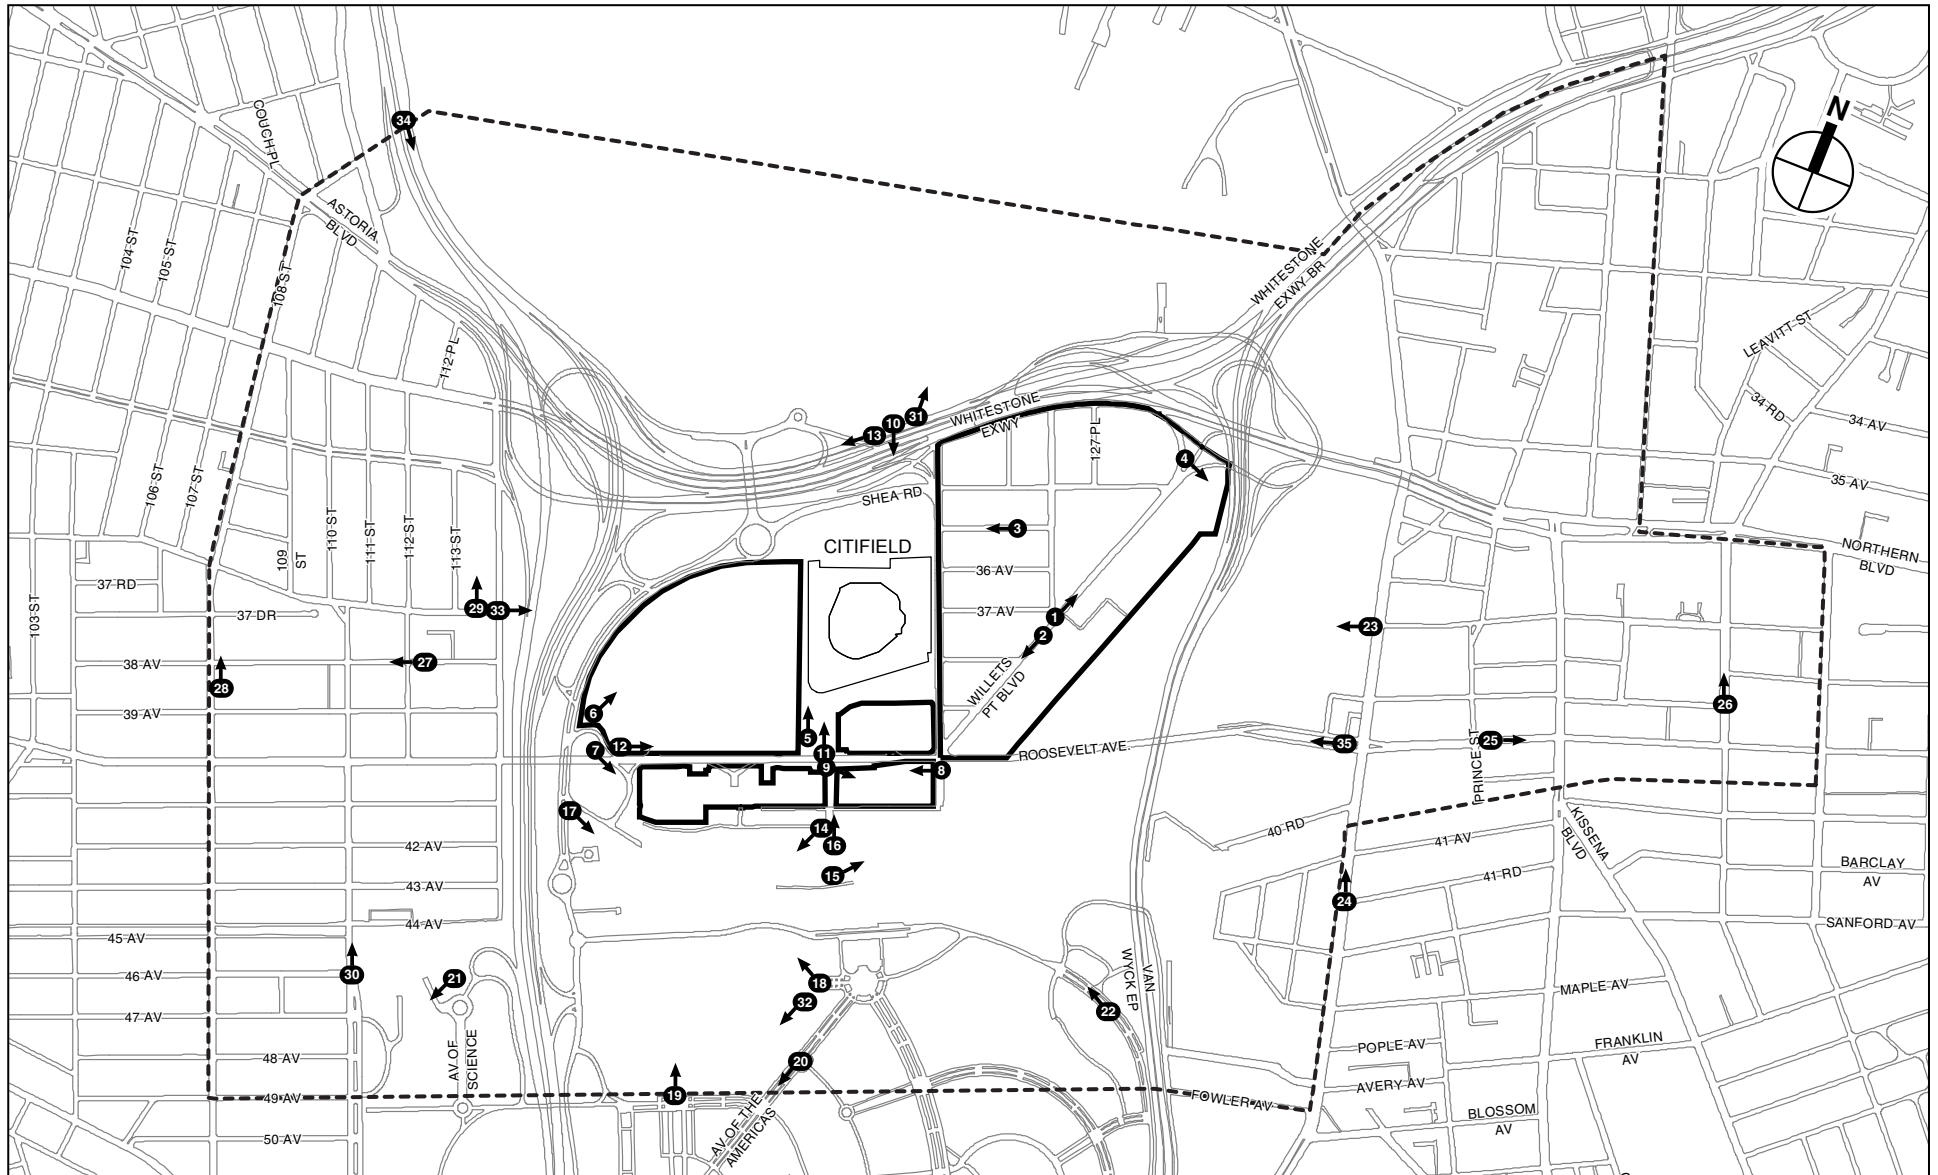 COUCH PL
34
N
ASTORIA
BLVD
104 ST
105 ST
108 ST
WHITESTONE
EXWY BR
LEAVITT ST
112 PL
34 RD
34 AV
31
10
13
WHITESTONE
EXWY
127 PL
4
35 AV
106 ST
107 ST
SHEA RD
3
109
ST
110 ST
111 ST
112 ST
113 ST
CITIFIELD
36 AV
NORTHERN
BLVD
37 RD
103 ST
37 DR
29
33
37 AV
1
2
23
38 AV
27
28
WILLETS
PT BLVD
26
39 AV
6
5
12
7
11
9
8
ROOSEVELT AVE.
35
25
PRINCE ST
17
14
16
15
40 RD
41 AV
KISSENA
BLVD
42 AV
43 AV
44 AV
41 RD
24
BARCLAY
AV
SANFORD AV
45 AV
46 AV
30
21
18
32
VAN
WYCK EP
22
MAPLE AV
47 AV
48 AV
AV OF
SCIENCE
20
POPLE AV
FRANKLIN
AV
49 AV
19
AV OF THE
AMERICAS
FOWLER AV
AVERY AV
BLOSSOM
AV
50 AV